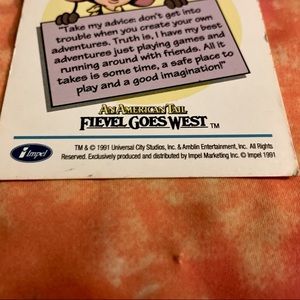 "Take my advice: don't get into
trouble when you create your own
adventures. Truth is, I have my best
adventures just playing games and
running around with friends. All it
takes is some time, a safe place to
play and a good imagination!"
AN AMERICAN TAIL
FIEVEL GOES WEST ™
impel
TM & © 1991 Universal City Studios, Inc. & Amblin Entertainment, Inc. All Rights
Reserved. Exclusively produced and distributed by Impel Marketing Inc. © Impel 1991